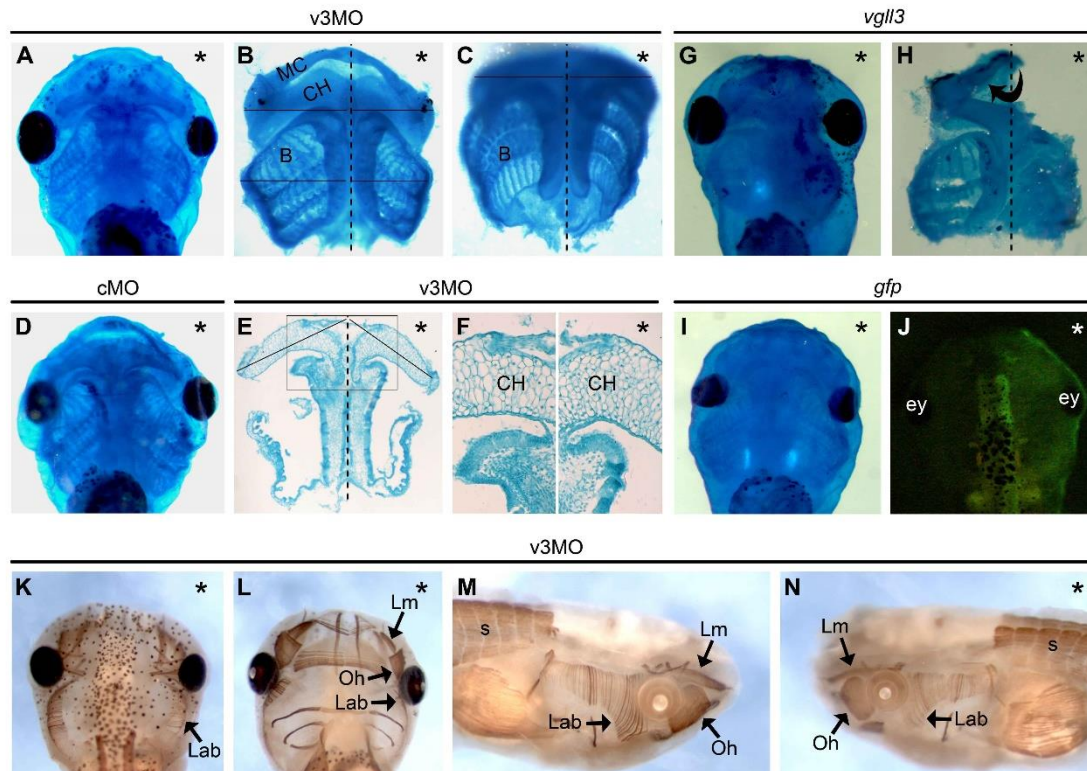 v3MO vgll3
A * B * C * G * H *
MC
CH
B B
cMO v3MO gfp
D * E * F * I * J *
CH CH
ey ey
v3MO
K * L * M N *
Lm Lm Lm
s s
Oh
Lab
Lab Lab Oh Oh Lab